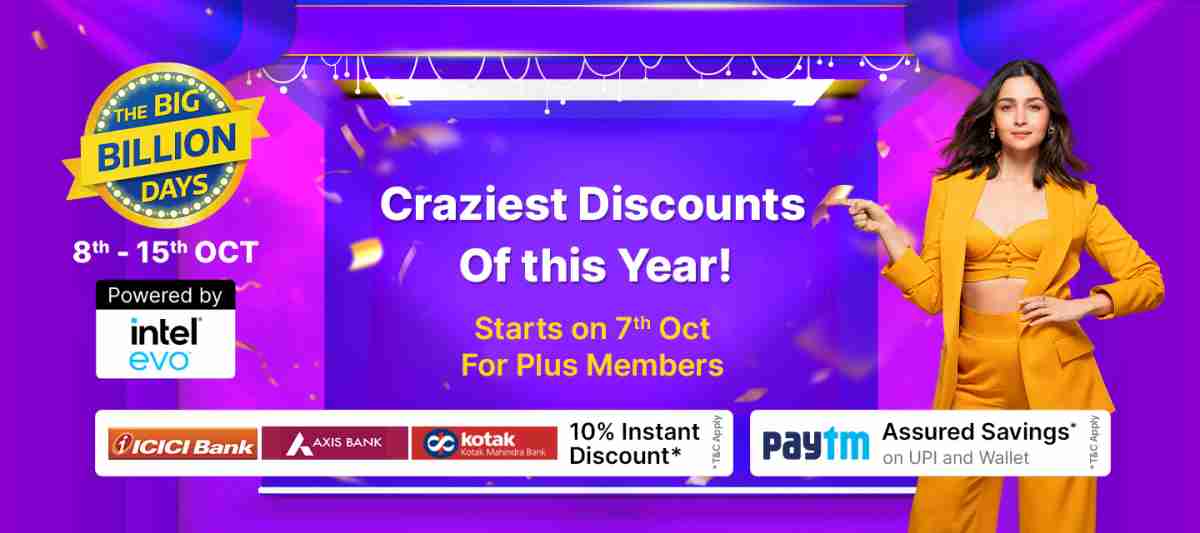 THE BIG
BILLION
DAYS
8th - 15th OCT
Powered by
intel
evo
Craziest Discounts
Of this Year!
Starts on 7th Oct
For Plus Members
ICICI Bank
AXIS BANK
kotak
Kotak Mahindra Bank
10% Instant
Discount*
*T&C Apply
paytm
Assured Savings*
on UPI and Wallet
*T&C Apply